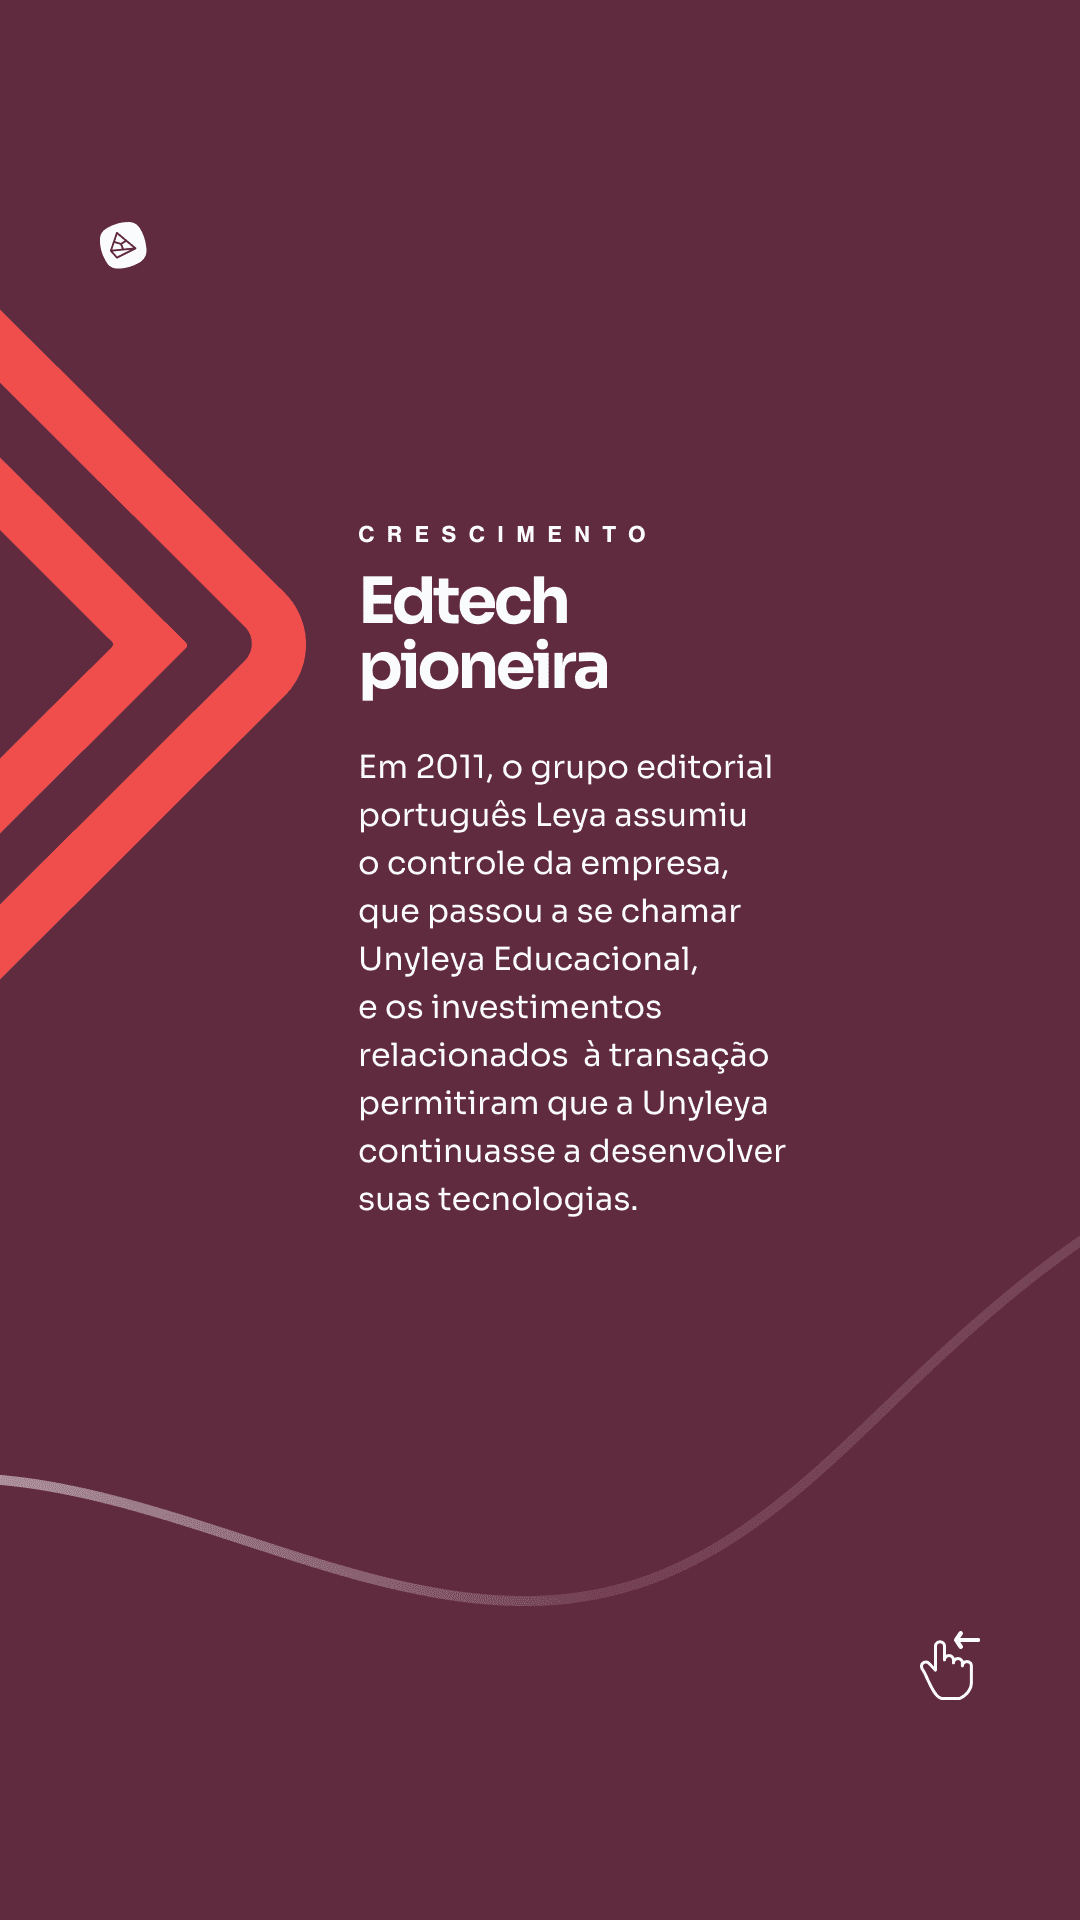 CRESCIMENTO
Edtech
pioneira
Em 2011, o grupo editorial
português Leya assumiu
o controle da empresa,
que passou a se chamar
Unyleya Educacional,
e os investimentos
relacionados  à transação
permitiram que a Unyleya
continuasse a desenvolver
suas tecnologias.